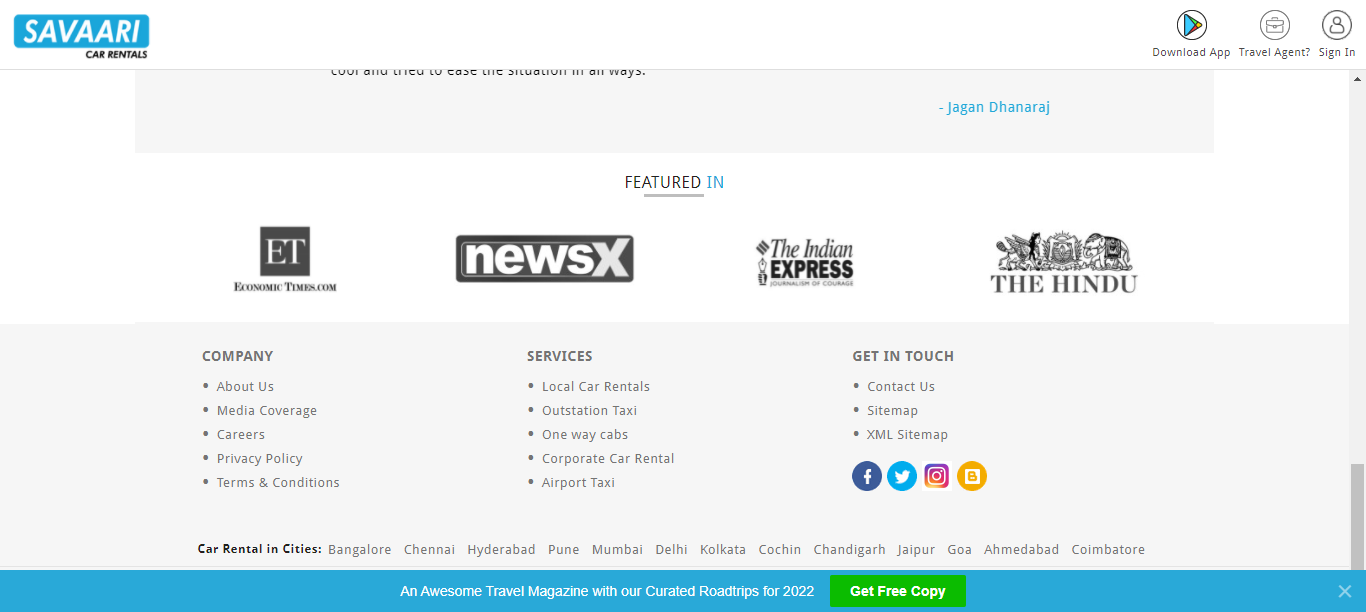 SAVAARI
CAR RENTALS
Download App Travel Agent? Sign In
cool and tried to ease the situation in all ways.
- Jagan Dhanaraj
FEATURED IN
ET
ECONOMIC TIMES.COM
newsX
The Indian
EXPRESS
JOURNALISM OF COURAGE
THE HINDU
COMPANY
• About Us
• Media Coverage
• Careers
• Privacy Policy
• Terms & Conditions
SERVICES
• Local Car Rentals
• Outstation Taxi
• One way cabs
• Corporate Car Rental
• Airport Taxi
GET IN TOUCH
• Contact Us
• Sitemap
• XML Sitemap
Car Rental in Cities: Bangalore Chennai Hyderabad Pune Mumbai Delhi Kolkata Cochin Chandigarh Jaipur Goa Ahmedabad Coimbatore
An Awesome Travel Magazine with our Curated Roadtrips for 2022 Get Free Copy